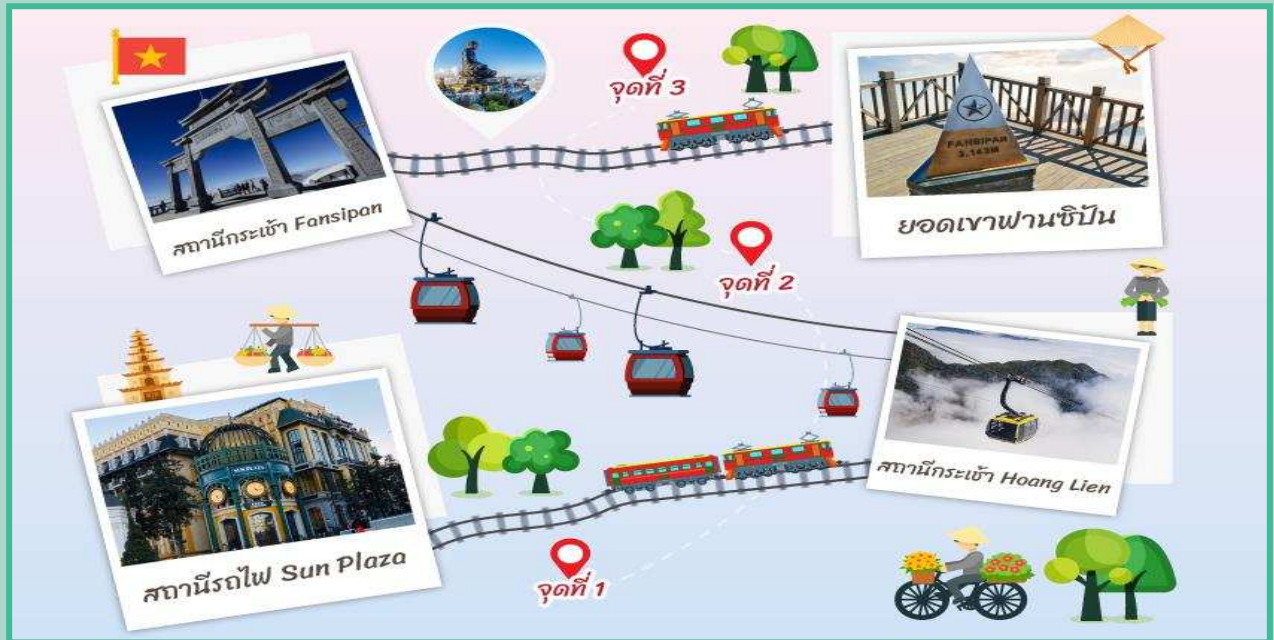 จุดที่ 3
FANSIPAN
3.143M
สถานีกระเช้า Fansipan
ยอดเขาฟานซิปัน
จุดที่ 2
SUN PLAZA
สถานีกระเช้า Hoang Lien
สถานีรถไฟ Sun Plaza
จุดที่ 1